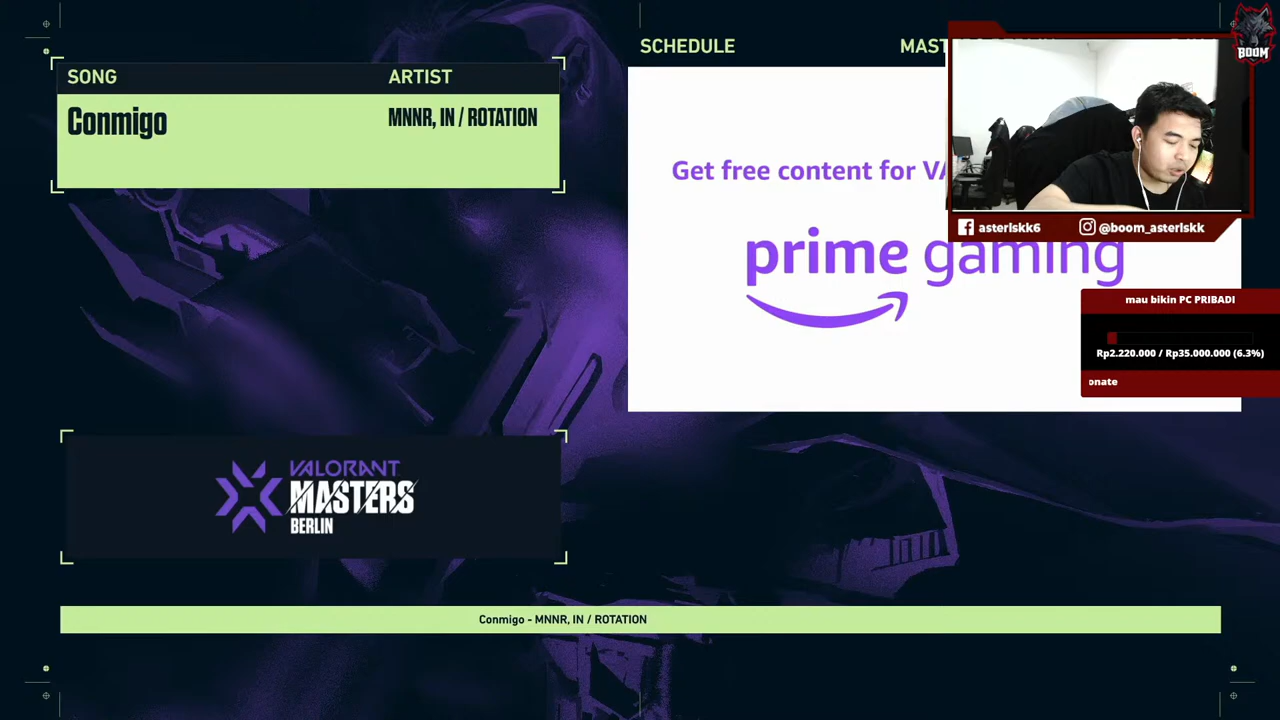 SCHEDULE
SONG
ARTIST
Conmigo
MNNR, IN / ROTATION
Get free content for
prime gaming
BOOM
asteriskk6
@boom_asteriskk
mau bikin PC PRIBADI
Rp2.220.000 / Rp35.000.000 (6.3%)
onate
VALORANT
MASTERS
BERLIN
Conmigo - MNNR, IN / ROTATION